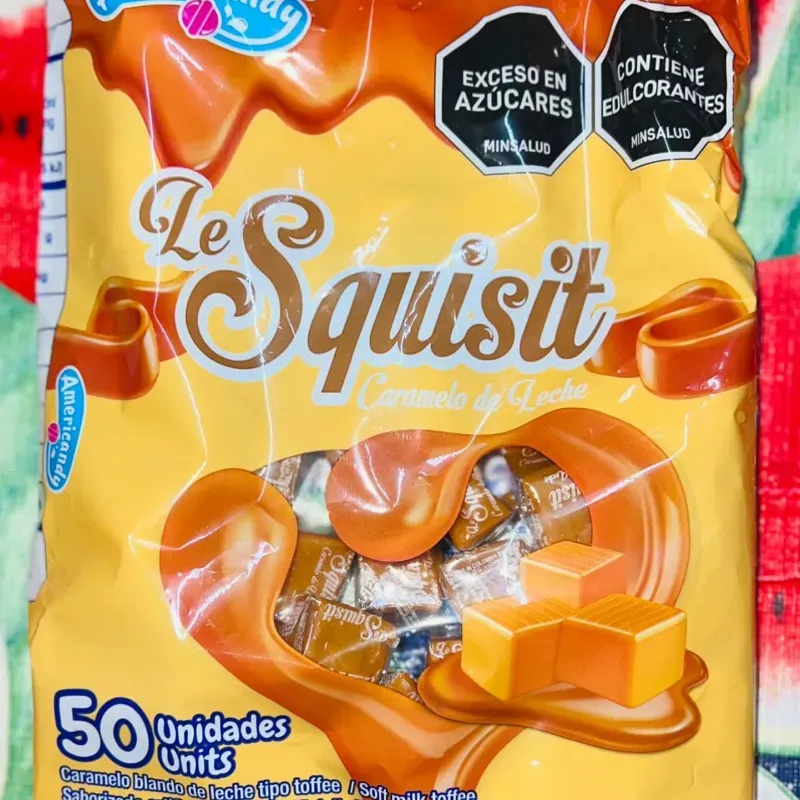 EXCESO EN
AZÚCARES
MINSALUD
CONTIENE
EDULCORANTES
MINSALUD
Le Squisit
Caramelo de Leche
Americandy
Squisit
50 Unidades
Units
Caramelo blando de leche tipo toffee / Soft milk toffee